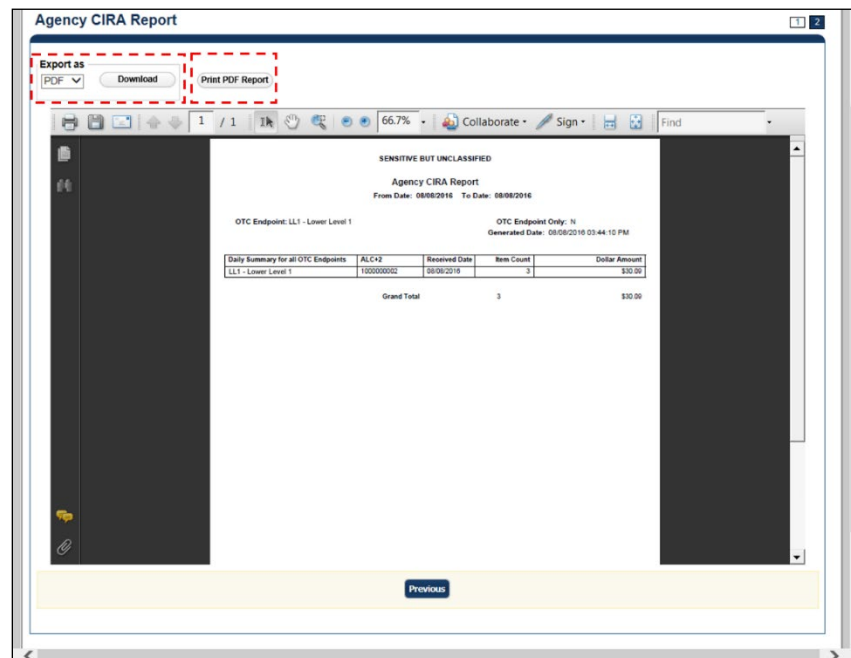 Agency CIRA Report
1 2
Export as
PDF Download Print PDF Report
1 / 1 66.7% Collaborate Sign Find
SENSITIVE BUT UNCLASSIFIED
Agency CIRA Report
From Date: 08/08/2016 To Date: 08/08/2016
OTC Endpoint: LL1 - Lower Level 1 OTC Endpoint Only: N
Generated Date: 08/08/2016 03:44:10 PM
Daily Summary for all OTC Endpoints ALC+2 Received Date Item Count Dollar Amount
LL1 - Lower Level 1 1000000002 08/08/2016 3 $30.09
Grand Total 3 $30.09
Previous